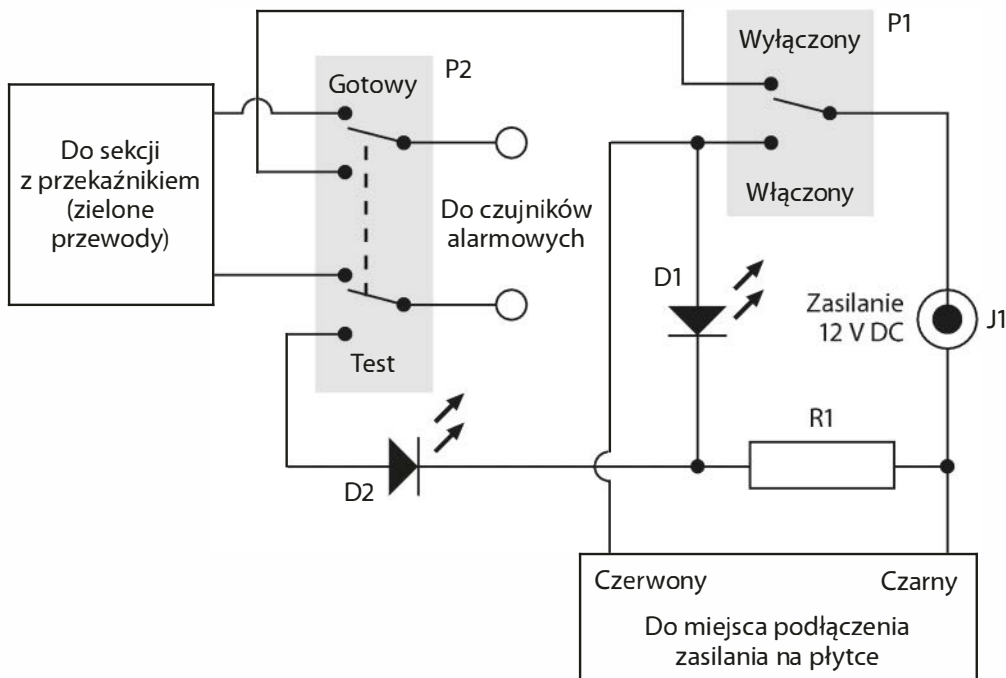 P1
Wyłączony
P2
Gotowy
Do sekcji
z przekaźnikiem
(zielone
przewody)
Włączony
Do czujników
alarmowych
D1
Zasilanie
12 V DC
J1
Test
R1
D2
Czerwony
Czarny
Do miejsca podłączenia
zasilania na płytce